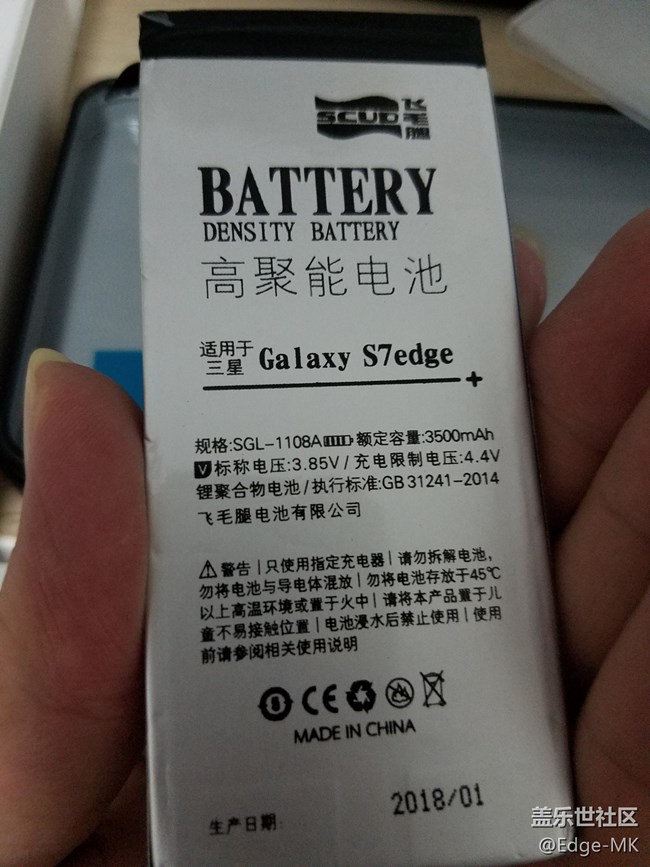 SCUD 飞毛腿
BATTERY
DENSITY BATTERY
高聚能电池
适用于
三星 Galaxy S7edge
规格:SGL-1108A 额定容量:3500mAh
V 标称电压:3.85V/充电限制电压:4.4V
锂聚合物电池/执行标准:GB 31241-2014
飞毛腿电池有限公司
警告|只使用指定充电器|请勿拆解电池,
勿将电池与导电体混放|勿将电池存放于45℃
以上高温环境或置于火中|请将本产品置于儿
童不易接触位置|电池浸水后禁止使用|使用
前请参阅相关使用说明
CE
MADE IN CHINA
生产日期: 2018/01
盖乐世社区
@Edge-MK